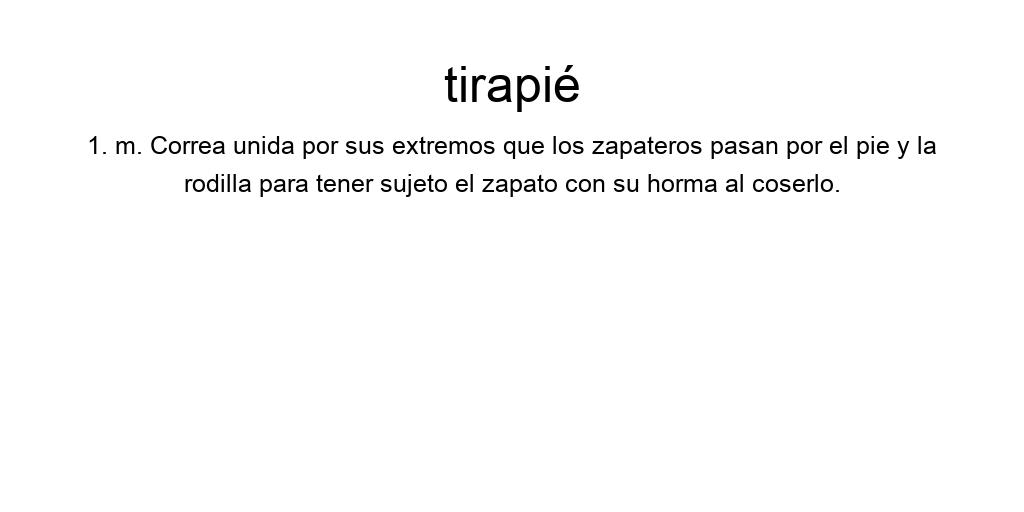 tirapié
1. m. Correa unida por sus extremos que los zapateros pasan por el pie y la
rodilla para tener sujeto el zapato con su horma al coserlo.